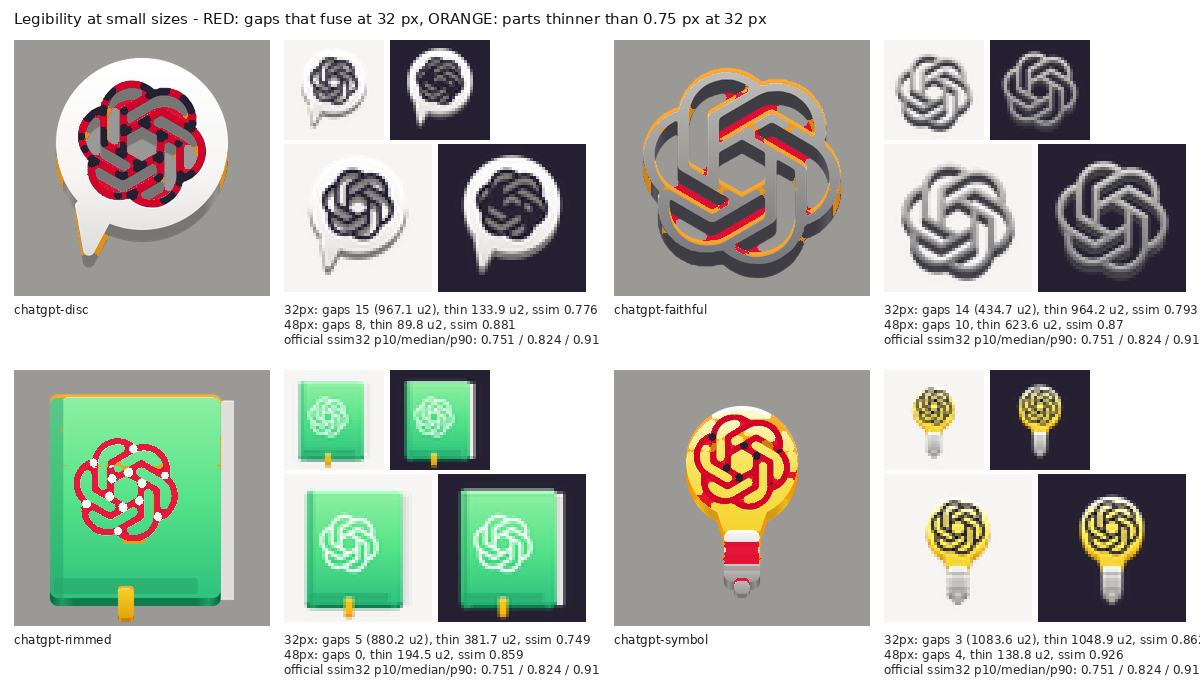 Legibility at small sizes - RED: gaps that fuse at 32 px, ORANGE: parts thinner than 0.75 px at 32 px
chatgpt-disc
32px: gaps 15 (967.1 u2), thin 133.9 u2, ssim 0.776
48px: gaps 8, thin 89.8 u2, ssim 0.881
official ssim32 p10/median/p90: 0.751 / 0.824 / 0.91
chatgpt-faithful
32px: gaps 14 (434.7 u2), thin 964.2 u2, ssim 0.793
48px: gaps 10, thin 623.6 u2, ssim 0.87
official ssim32 p10/median/p90: 0.751 / 0.824 / 0.91
chatgpt-rimmed
32px: gaps 5 (880.2 u2), thin 381.7 u2, ssim 0.749
48px: gaps 0, thin 194.5 u2, ssim 0.859
official ssim32 p10/median/p90: 0.751 / 0.824 / 0.91
chatgpt-symbol
32px: gaps 3 (1083.6 u2), thin 1048.9 u2, ssim 0.862
48px: gaps 4, thin 138.8 u2, ssim 0.926
official ssim32 p10/median/p90: 0.751 / 0.824 / 0.91